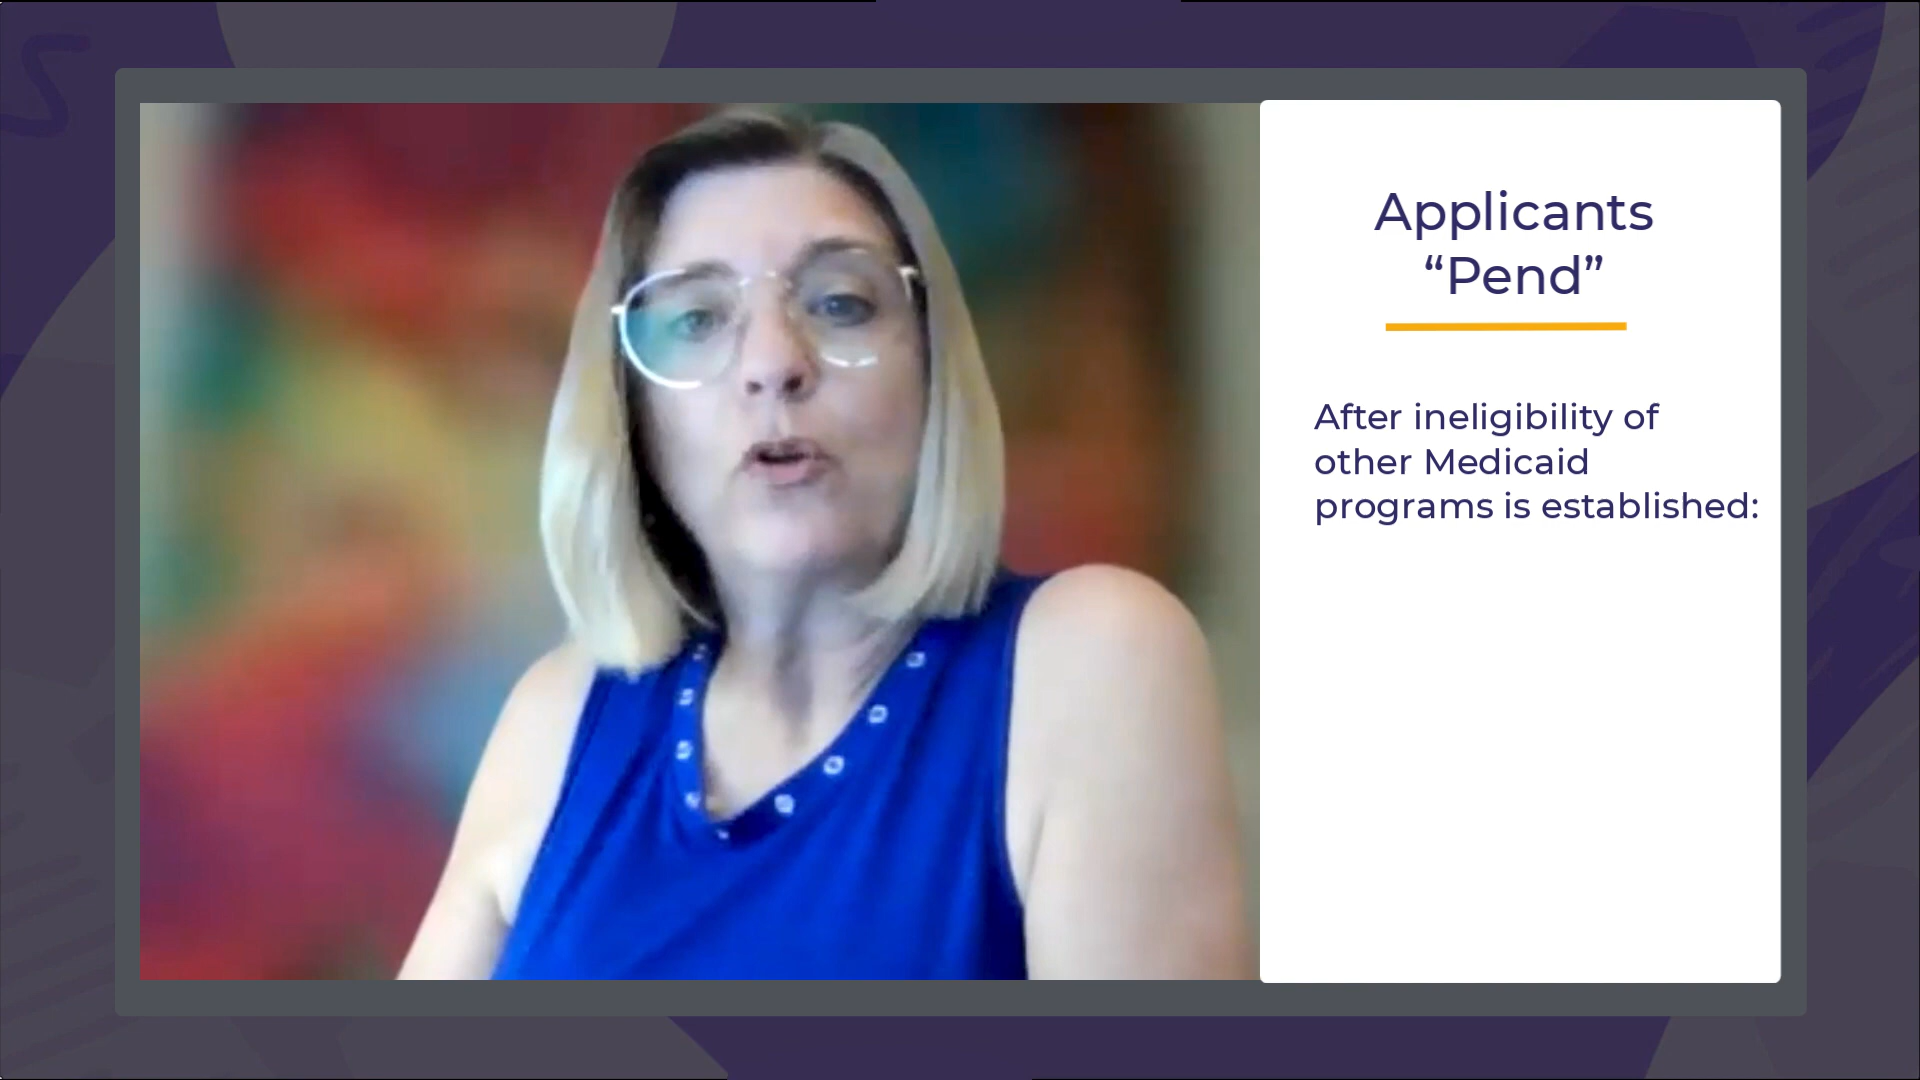 Applicants
“Pend”
After ineligibility of
other Medicaid
programs is established: